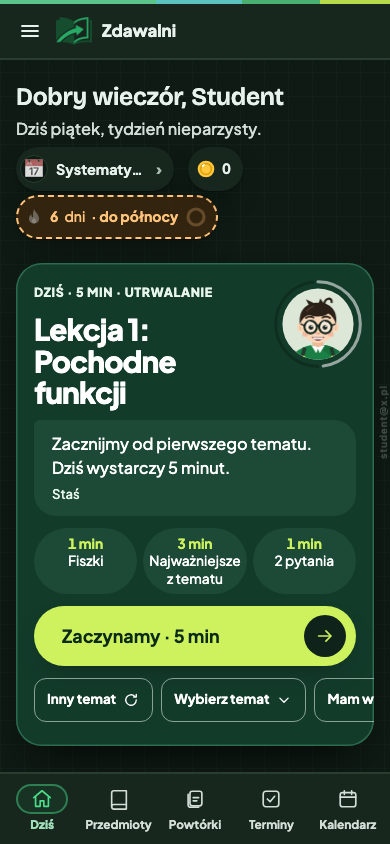 Zdawalni
Dobry wieczór, Student
Dziś piątek, tydzień nieparzysty.
Systematy... ›
0
6 dni · do północy
DZIŚ · 5 MIN · UTRWALANIE
Lekcja 1:
Pochodne
funkcji
Zacznijmy od pierwszego tematu.
Dziś wystarczy 5 minut.
Staś
1 min
Fiszki
3 min
Najważniejsze
z tematu
1 min
2 pytania
Zaczynamy · 5 min
Inny temat
Wybierz temat
Mam w
student@x.pl
Dziś
Przedmioty
Powtórki
Terminy
Kalendarz